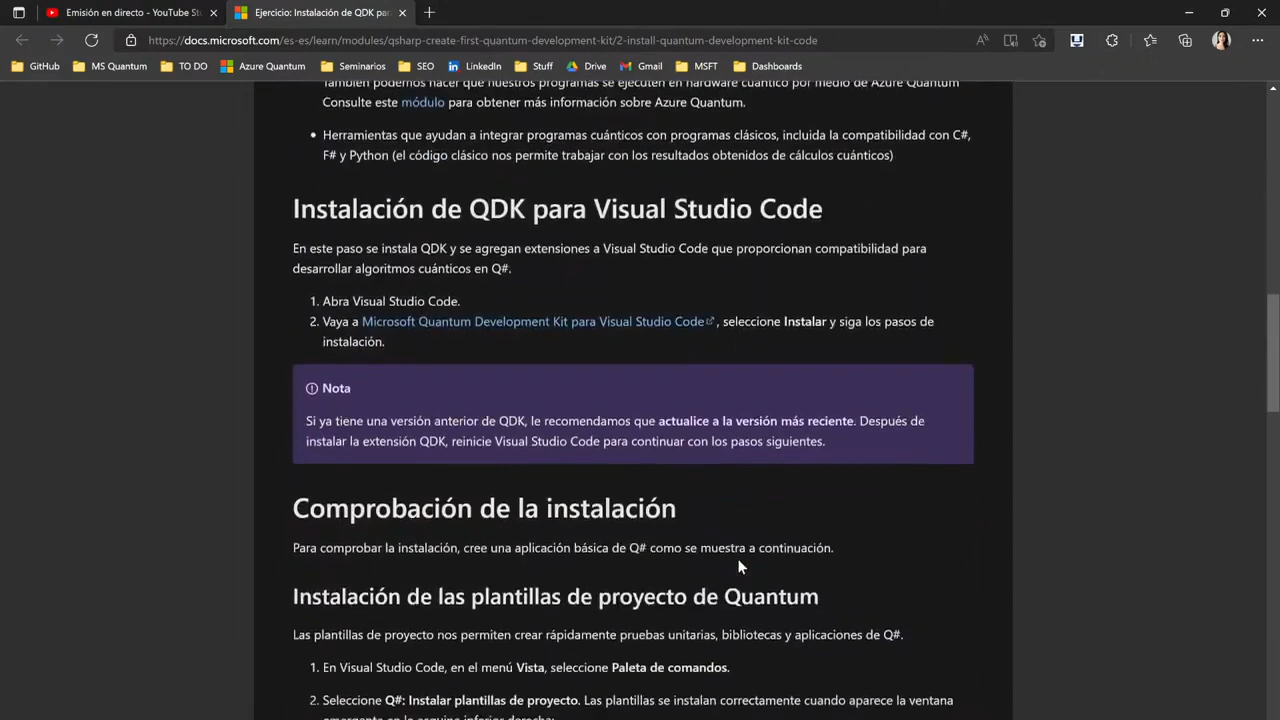 Emisión en directo - YouTube St
Ejercicio: Instalación de QDK par
https://docs.microsoft.com/es-es/learn/modules/qsharp-create-first-quantum-development-kit/2-install-quantum-development-kit-code
GitHub MS Quantum TO DO Azure Quantum Seminarios SEO LinkedIn Stuff Drive Gmail MSFT Dashboards
También podemos hacer que nuestros programas se ejecuten en hardware cuántico por medio de Azure Quantum
Consulte este módulo para obtener más información sobre Azure Quantum.
• Herramientas que ayudan a integrar programas cuánticos con programas clásicos, incluida la compatibilidad con C#,
F# y Python (el código clásico nos permite trabajar con los resultados obtenidos de cálculos cuánticos)
Instalación de QDK para Visual Studio Code
En este paso se instala QDK y se agregan extensiones a Visual Studio Code que proporcionan compatibilidad para
desarrollar algoritmos cuánticos en Q#.
1. Abra Visual Studio Code.
2. Vaya a Microsoft Quantum Development Kit para Visual Studio Code , seleccione Instalar y siga los pasos de
instalación.
Nota
Si ya tiene una versión anterior de QDK, le recomendamos que actualice a la versión más reciente. Después de
instalar la extensión QDK, reinicie Visual Studio Code para continuar con los pasos siguientes.
Comprobación de la instalación
Para comprobar la instalación, cree una aplicación básica de Q# como se muestra a continuación.
Instalación de las plantillas de proyecto de Quantum
Las plantillas de proyecto nos permiten crear rápidamente pruebas unitarias, bibliotecas y aplicaciones de Q#.
1. En Visual Studio Code, en el menú Vista, seleccione Paleta de comandos.
2. Seleccione Q#: Instalar plantillas de proyecto. Las plantillas se instalan correctamente cuando aparece la ventana
emergente en la esquina inferior derecha: